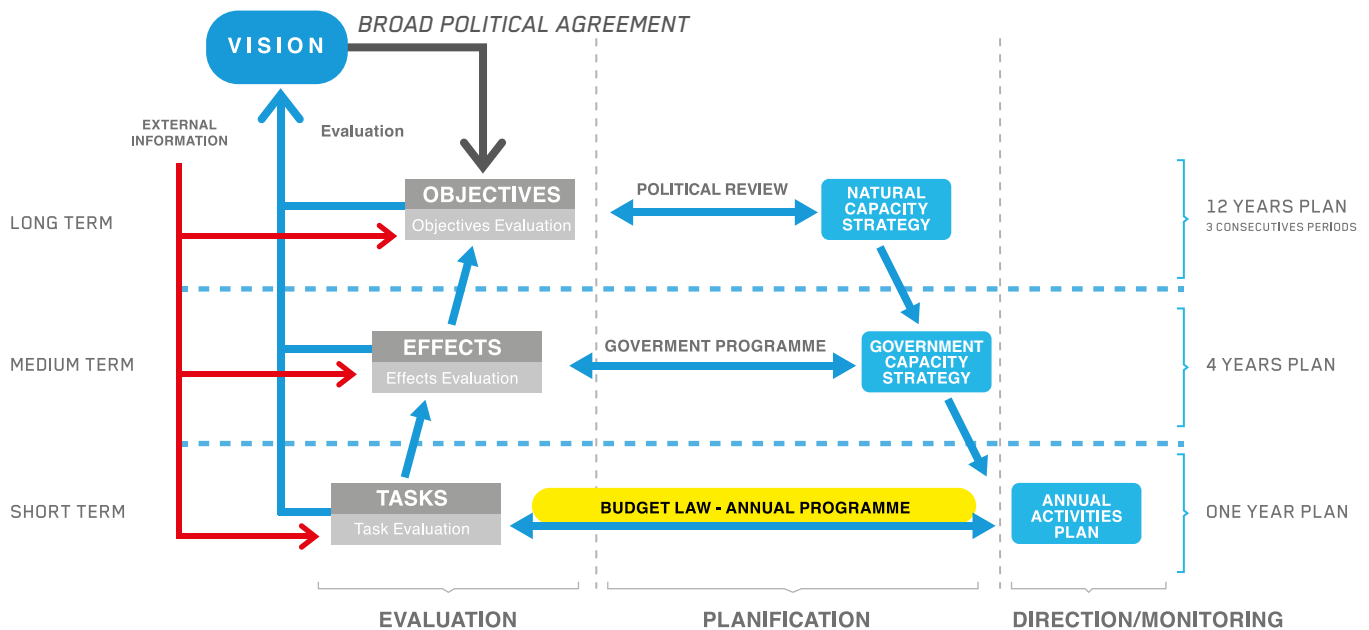 BROAD POLITICAL AGREEMENT
VISION
EXTERNAL
INFORMATION
Evaluation
OBJECTIVES
Objectives Evaluation
POLITICAL REVIEW
NATURAL
CAPACITY
STRATEGY
LONG TERM
12 YEARS PLAN
3 CONSECUTIVES PERIODS
EFFECTS
Effects Evaluation
GOVERMENT PROGRAMME
GOVERNMENT
CAPACITY
STRATEGY
MEDIUM TERM
4 YEARS PLAN
TASKS
Task Evaluation
BUDGET LAW - ANNUAL PROGRAMME
ANNUAL
ACTIVITIES
PLAN
SHORT TERM
ONE YEAR PLAN
EVALUATION
PLANIFICATION
DIRECTION/MONITORING